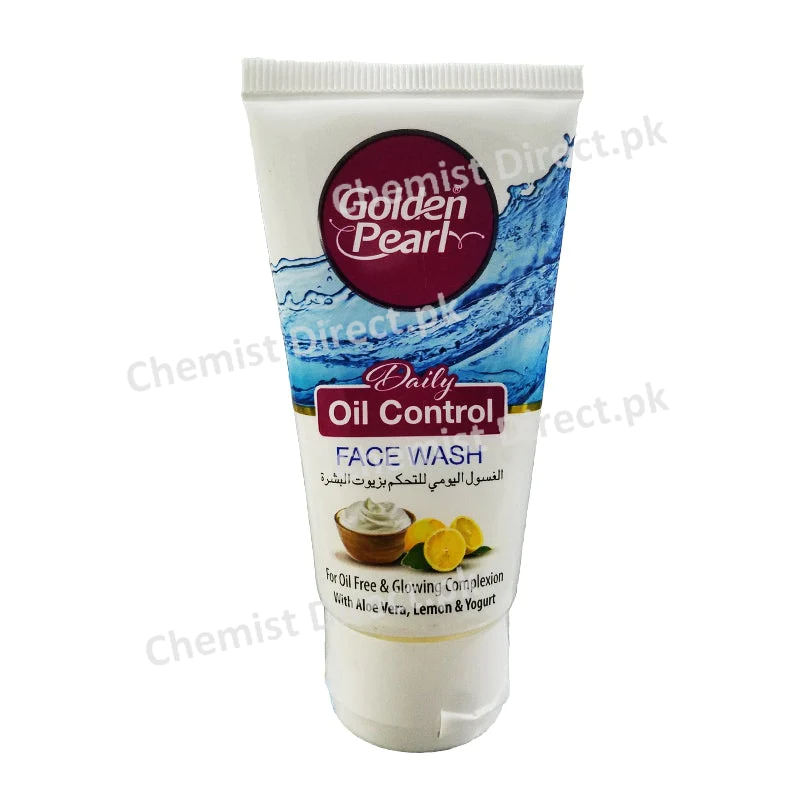 Golden®
Pearl
Daily
Oil Control
FACE WASH
الغسول اليومي للتحكم بزيوت البشرة
For Oil Free & Glowing Complexion
With Aloe Vera, Lemon & Yogurt
Chemist Direct.pk
Chemist Direct.pk
Chemist Direct.pk
Chemist Direct.pk